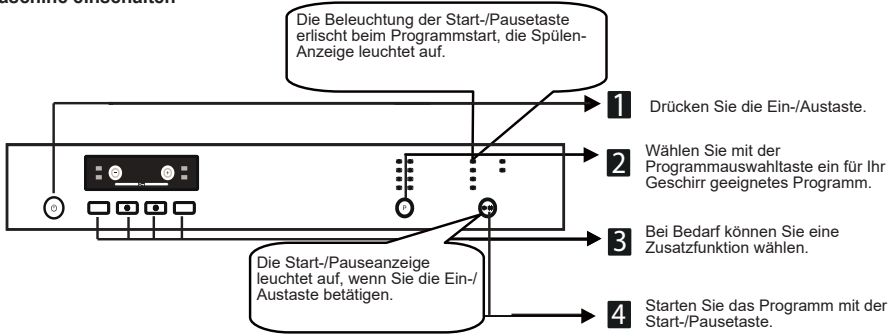 Die Beleuchtung der Start-/Pausetaste
erlischt beim Programmstart, die Spülen-
Anzeige leuchtet auf.
1 Drücken Sie die Ein-/Austaste.
2 Wählen Sie mit der
Programmauswahltaste ein für Ihr
Geschirr geeignetes Programm.
P
3 Bei Bedarf können Sie eine
Zusatzfunktion wählen.
Die Start-/Pauseanzeige
leuchtet auf, wenn Sie die Ein-/
Austaste betätigen.
4 Starten Sie das Programm mit der
Start-/Pausetaste.